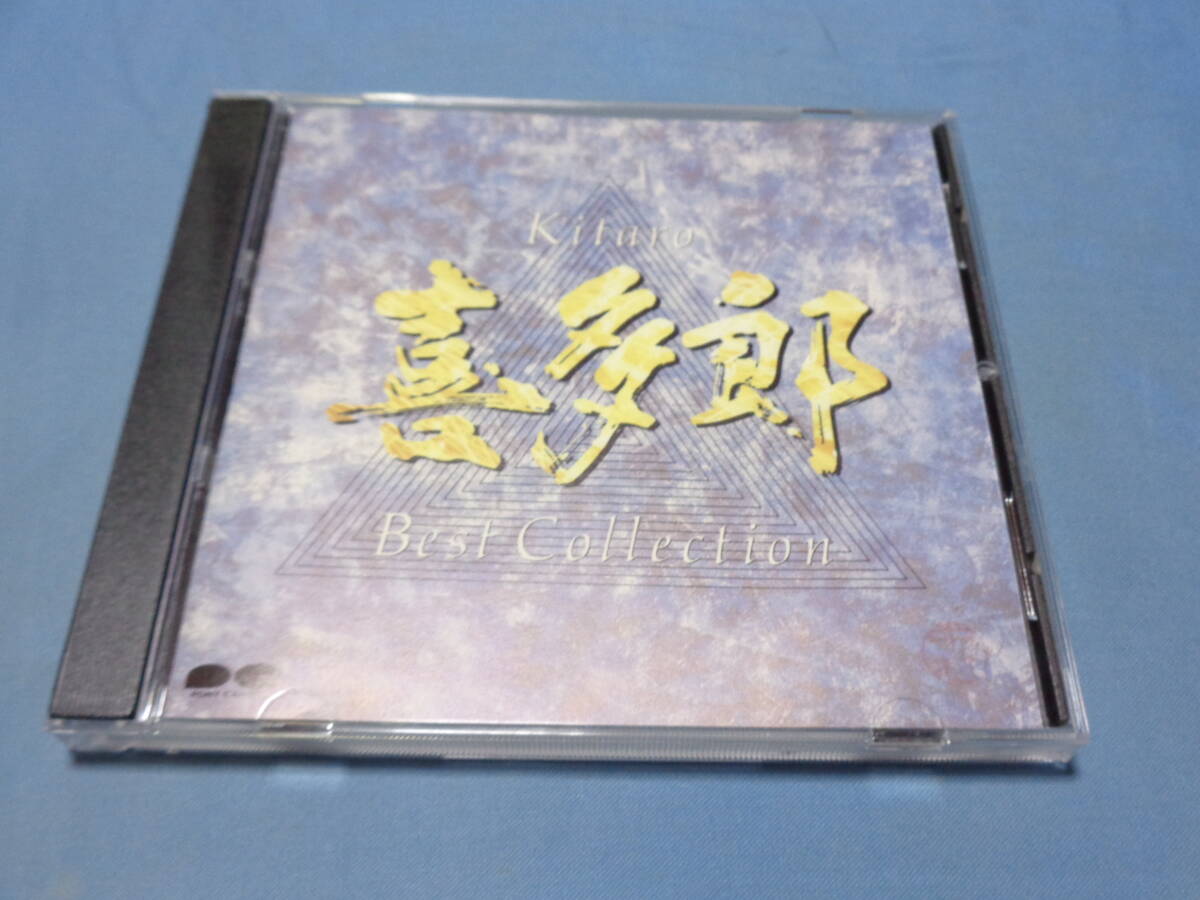 Kitaro
喜多郎
Best Collection